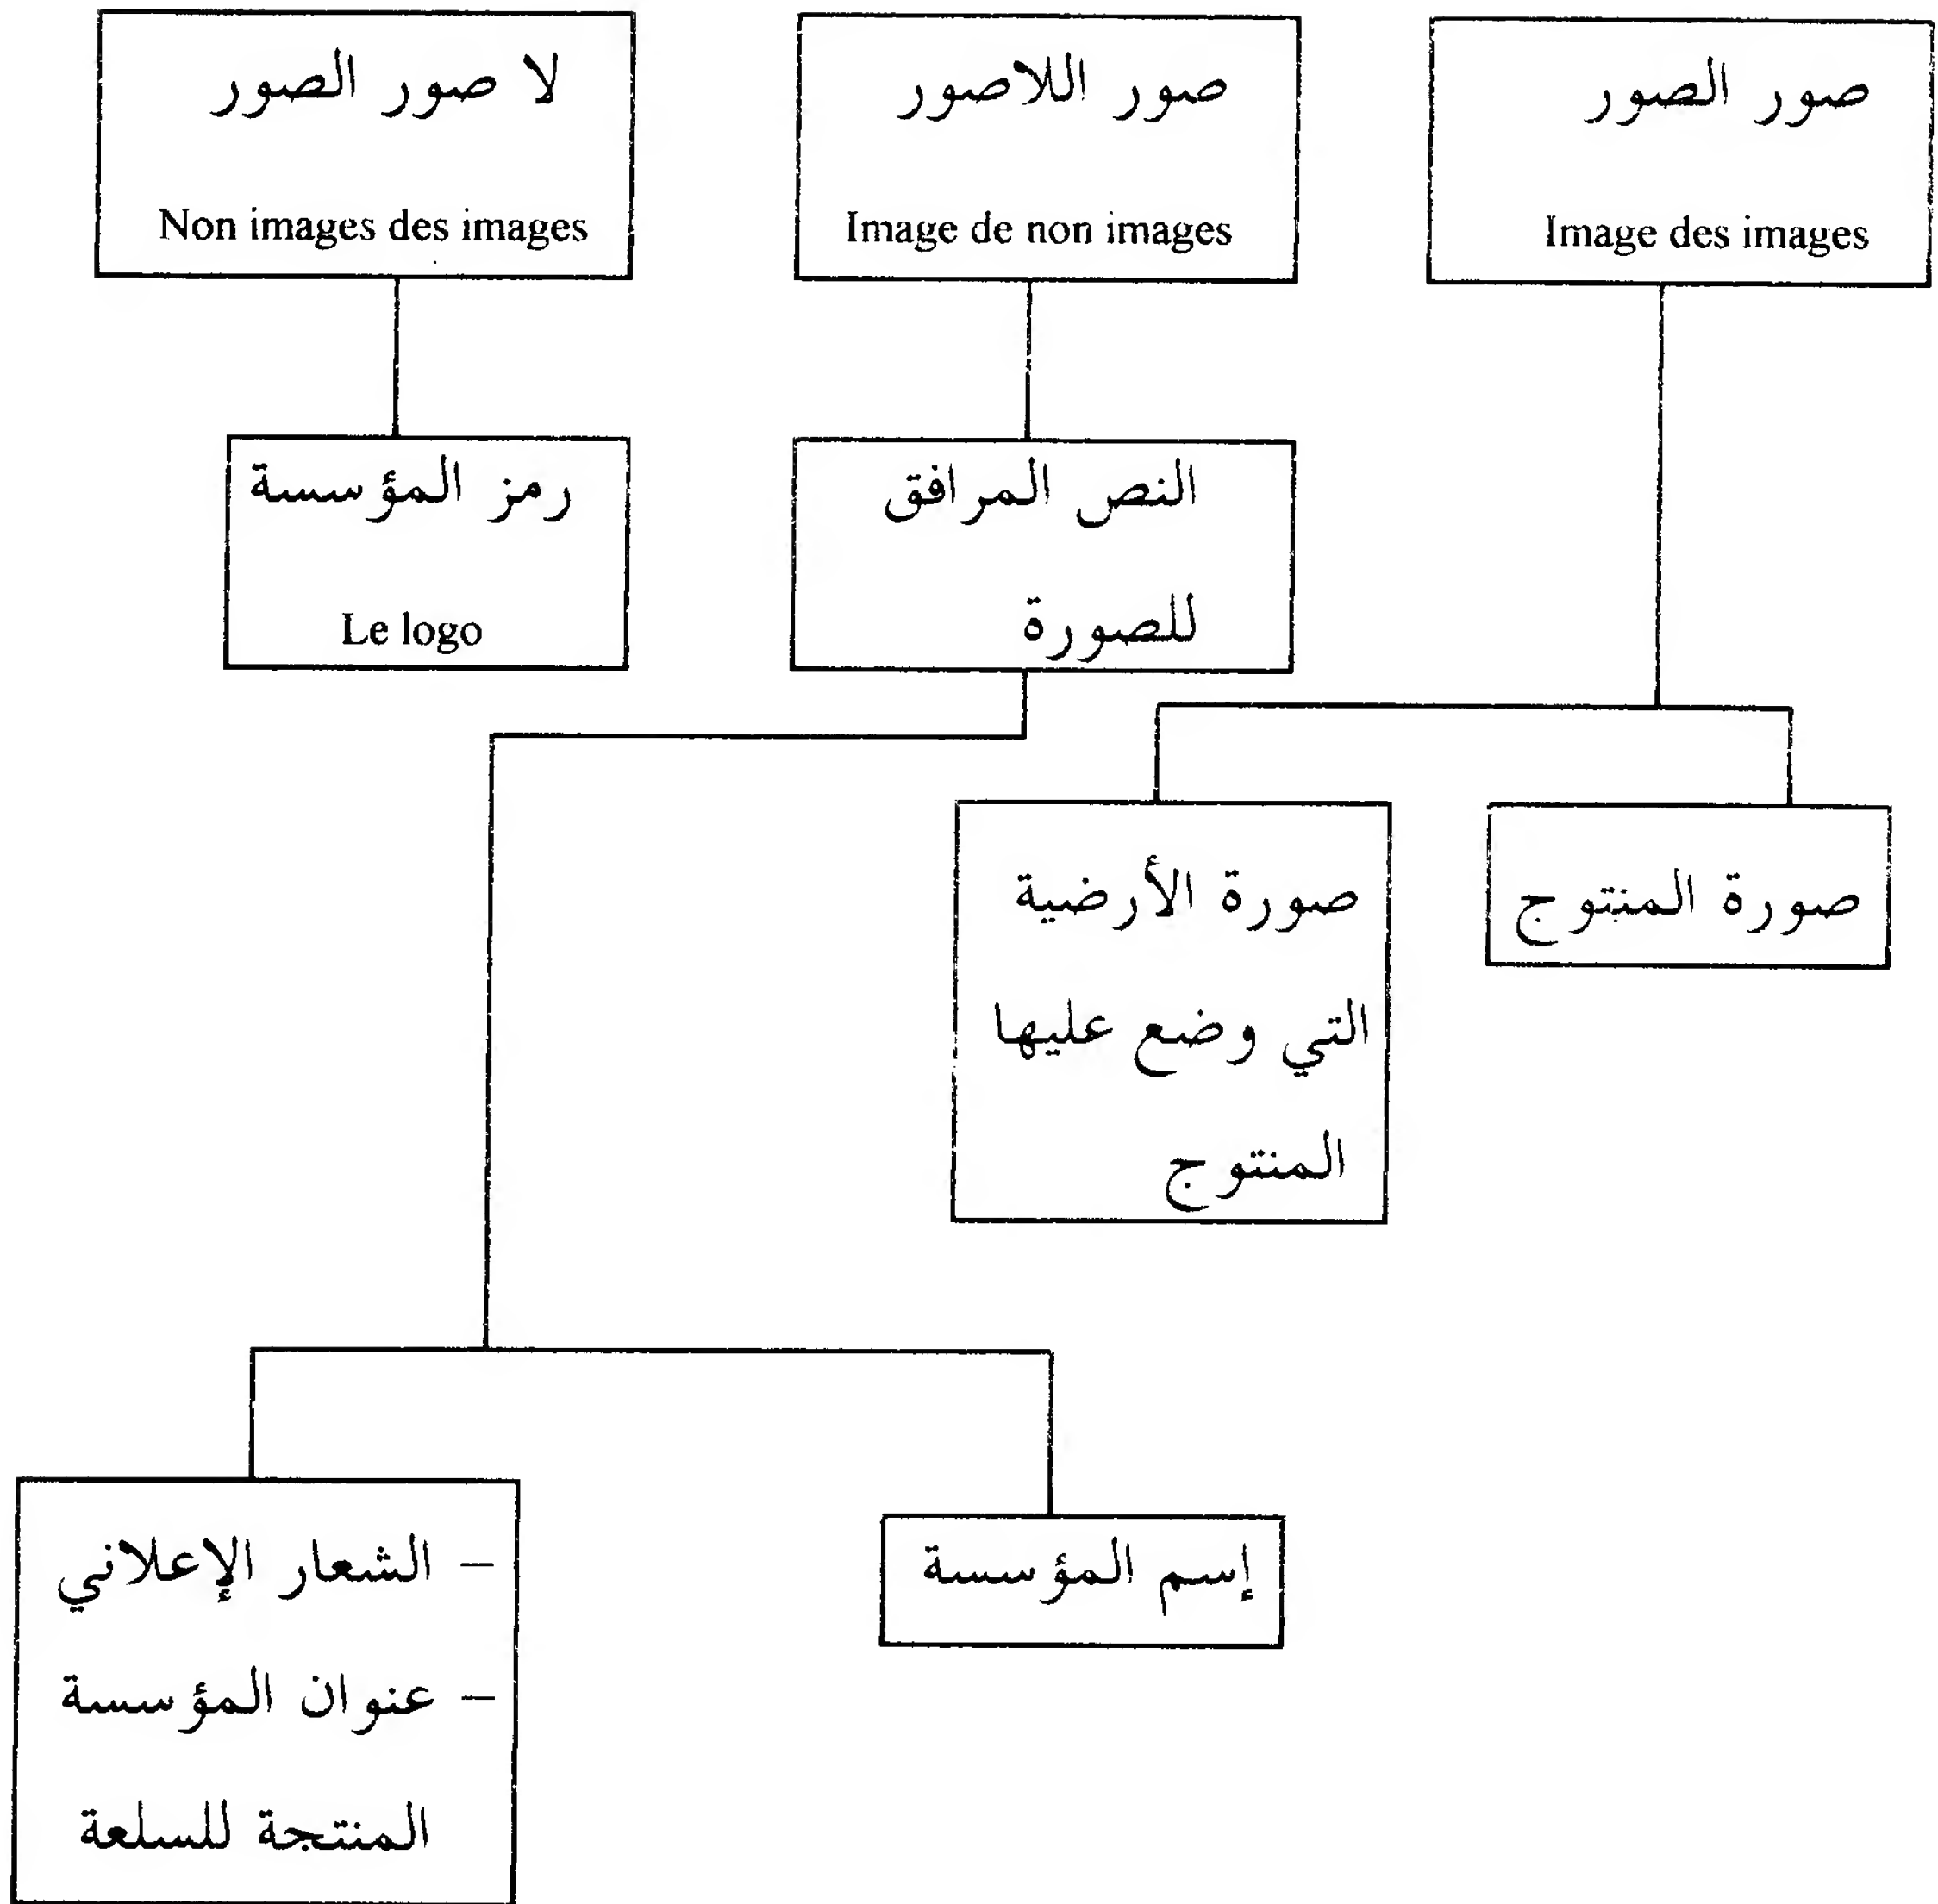 صور الصور
Image des images
صور اللاصور
Image de non images
لا صور الصور
Non images des images
النص المرافق
للصورة
رمز المؤسسة
Le logo
صورة المنتوج
صورة الأرضية
التي وضع عليها
المنتوج
إسم المؤسسة
– الشعار الإعلاني
– عنوان المؤسسة
المنتجة للسلعة